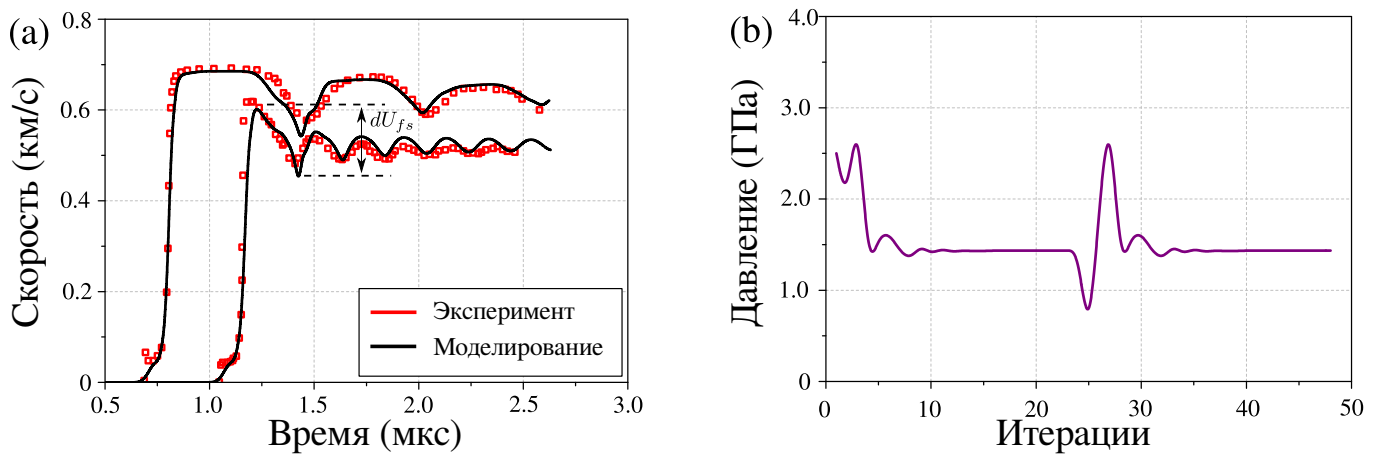 (a)
Скорость (км/с)
0.8
0.6
0.4
0.2
0
dU_{fs}
Эксперимент
Моделирование
0.5 1.0 1.5 2.0 2.5 3.0
Время (мкс)
(b)
Давление (ГПа)
4.0
3.0
2.0
1.0
0
0 10 20 30 40 50
Итерации